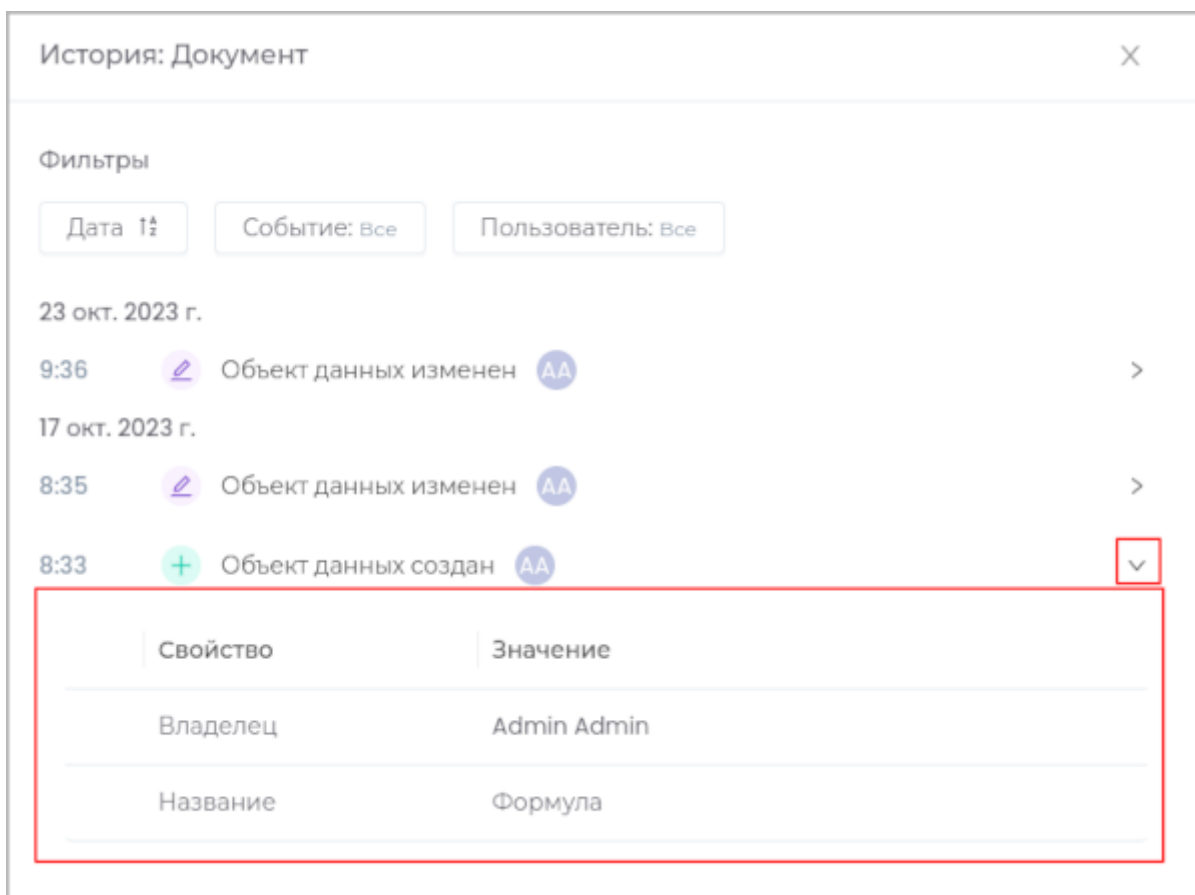 История: Документ
Фильтры
Дата Событие: Все Пользователь: Все
23 окт. 2023 г.
9:36 Объект данных изменен AA
17 окт. 2023 г.
8:35 Объект данных изменен AA
8:33 Объект данных создан AA
Свойство Значение
Владелец Admin Admin
Название Формула